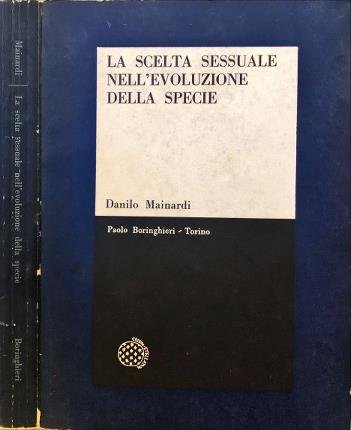 Mainardi
La scelta sessuale nell'evoluzione della specie
Boringhieri
LA SCELTA SESSUALE
NELL'EVOLUZIONE
DELLA SPECIE
Danilo Mainardi
Paolo Boringhieri - Torino